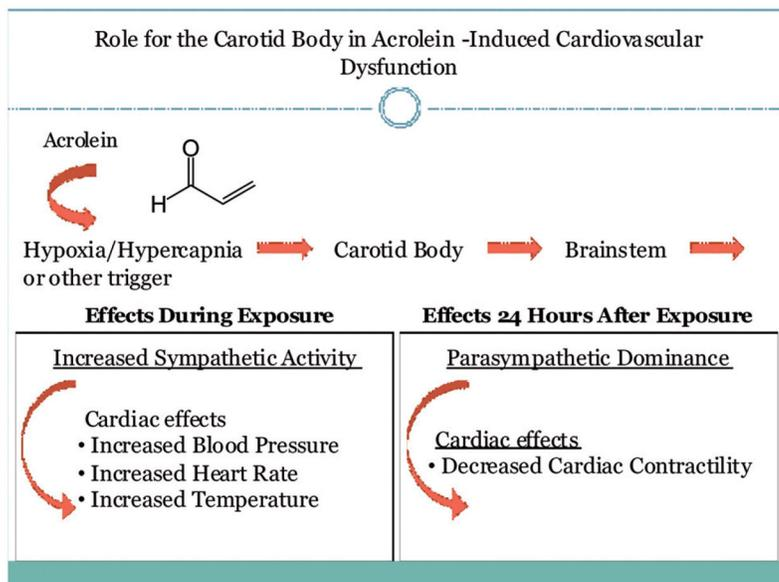 Role for the Carotid Body in Acrolein -Induced Cardiovascular
Dysfunction
Acrolein
O
H
Hypoxia/Hypercapnia
or other trigger
Carotid Body
Brainstem
Effects During Exposure
Increased Sympathetic Activity
Cardiac effects
• Increased Blood Pressure
• Increased Heart Rate
• Increased Temperature
Effects 24 Hours After Exposure
Parasympathetic Dominance
Cardiac effects
• Decreased Cardiac Contractility